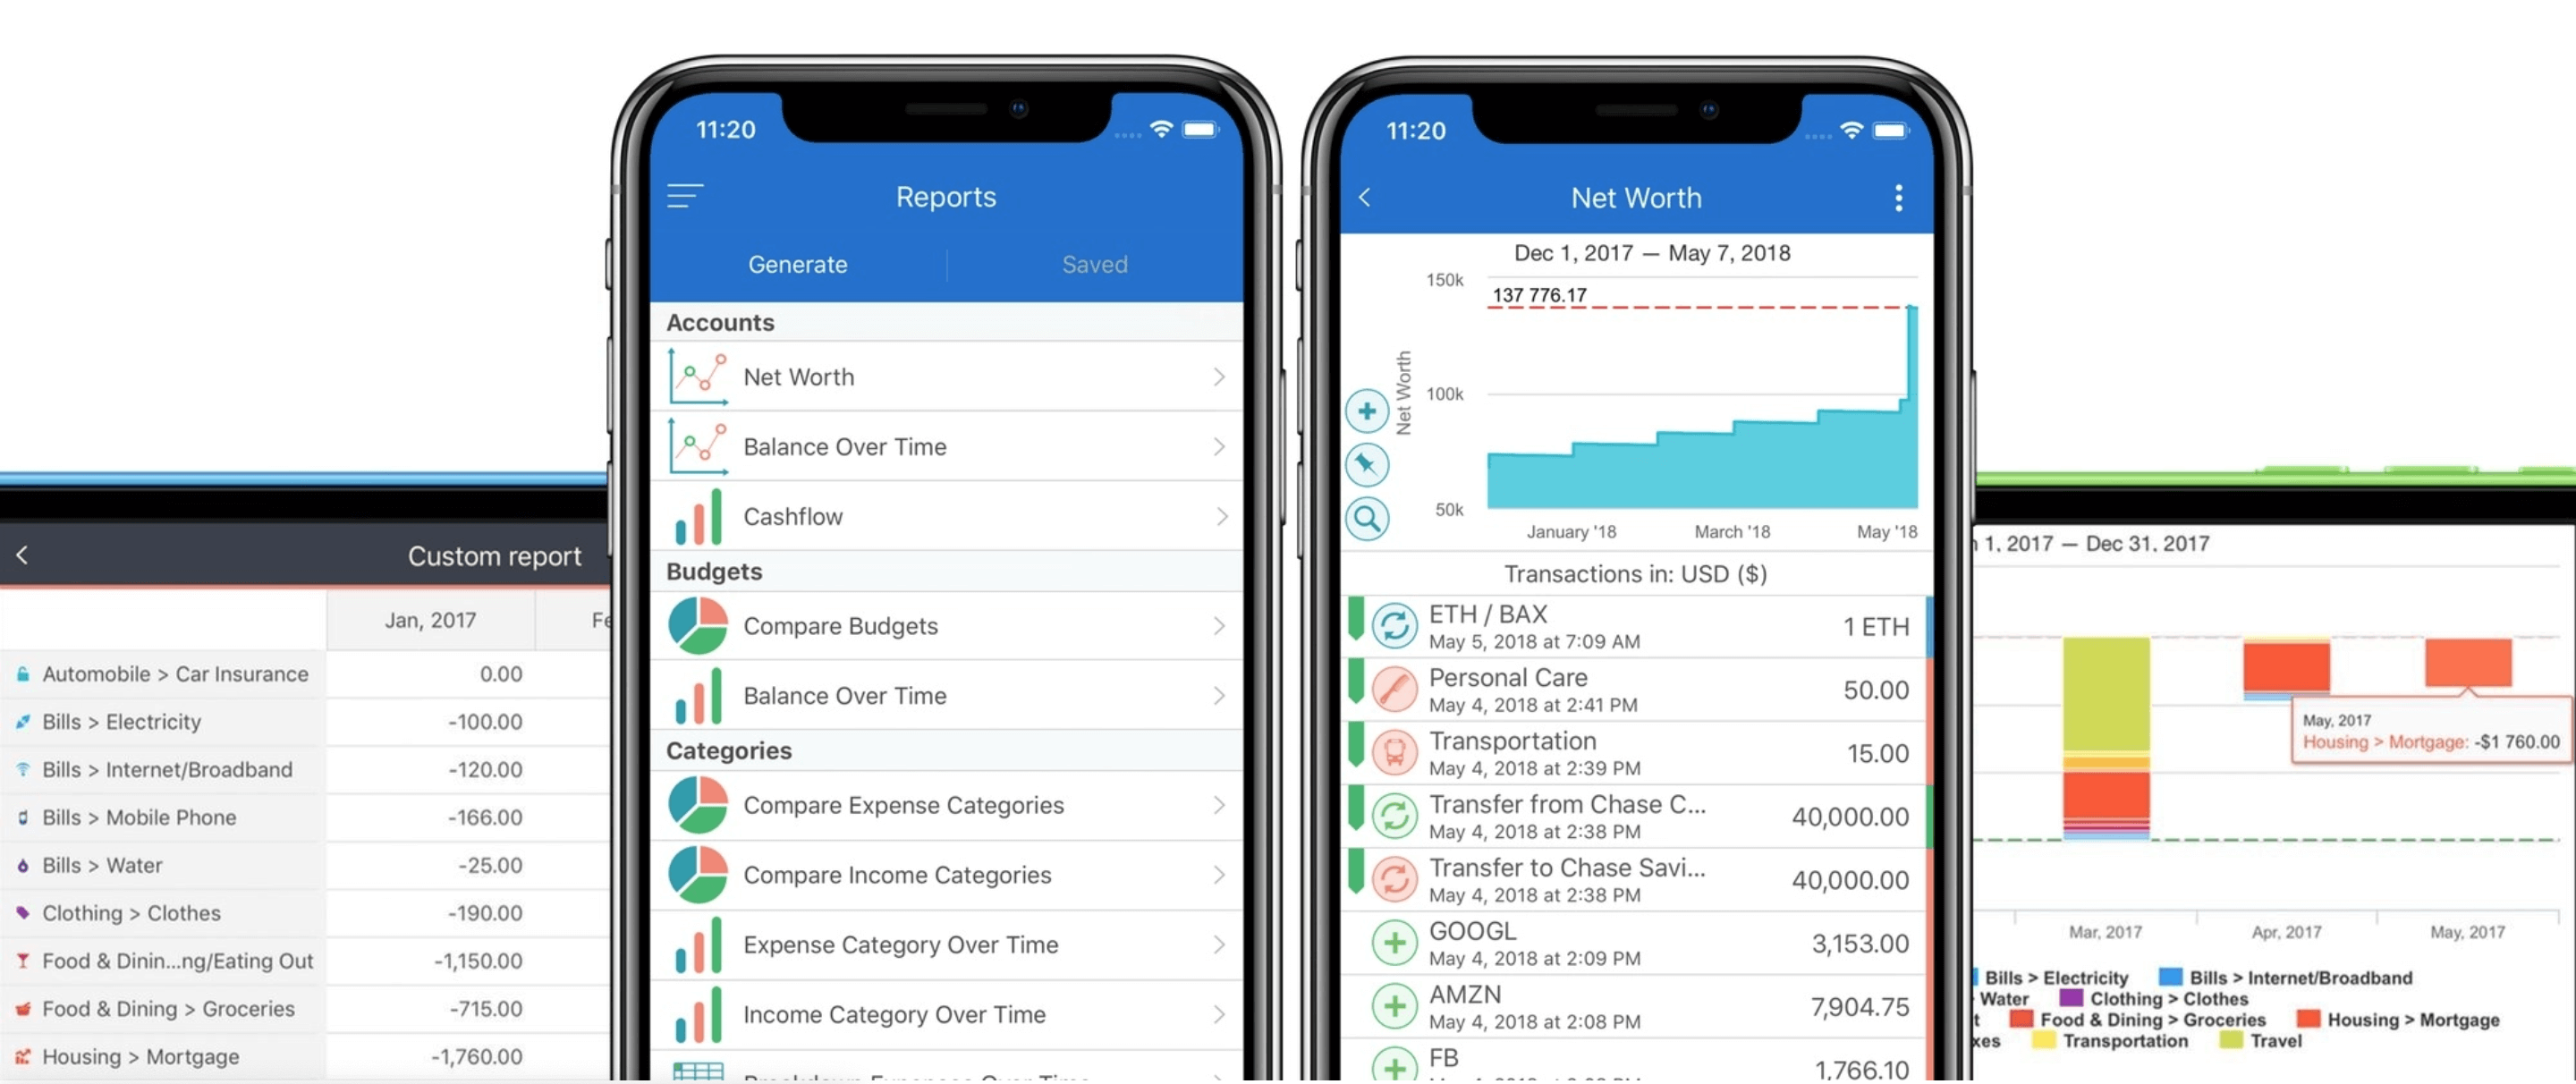 Custom report
Jan, 2017
Automobile > Car Insurance 0.00
Bills > Electricity -100.00
Bills > Internet/Broadband -120.00
Bills > Mobile Phone -166.00
Bills > Water -25.00
Clothing > Clothes -190.00
Food & Dinin...ng/Eating Out -1,150.00
Food & Dining > Groceries -715.00
Housing > Mortgage -1,760.00
11:20
Reports
Generate Saved
Accounts
Net Worth
Balance Over Time
Cashflow
Budgets
Compare Budgets
Balance Over Time
Categories
Compare Expense Categories
Compare Income Categories
Expense Category Over Time
Income Category Over Time
11:20
Net Worth
Dec 1, 2017 — May 7, 2018
150k
137 776.17
100k
50k
Net Worth
January '18 March '18 May '18
Transactions in: USD ($)
ETH / BAX 1 ETH
May 5, 2018 at 7:09 AM
Personal Care 50.00
May 4, 2018 at 2:41 PM
Transportation 15.00
May 4, 2018 at 2:39 PM
Transfer from Chase C... 40,000.00
May 4, 2018 at 2:38 PM
Transfer to Chase Savi... 40,000.00
May 4, 2018 at 2:38 PM
GOOGL 3,153.00
May 4, 2018 at 2:09 PM
AMZN 7,904.75
May 4, 2018 at 2:08 PM
FB 1,766.10
1, 2017 — Dec 31, 2017
May, 2017
Housing > Mortgage: -$1 760.00
Mar, 2017 Apr, 2017 May, 2017
Bills > Electricity Bills > Internet/Broadband
Water Clothing > Clothes
Food & Dining > Groceries Housing > Mortgage
Transportation Travel